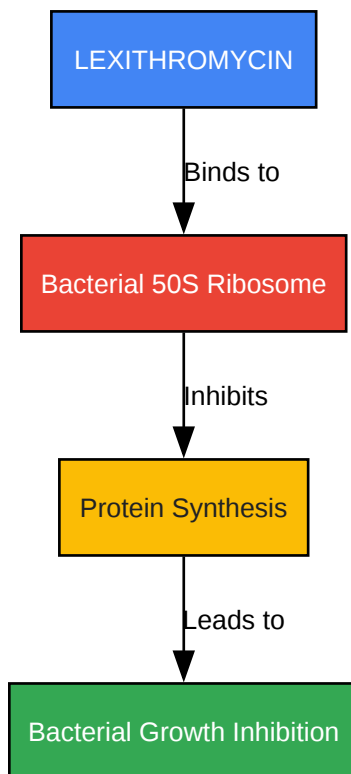 LEXITHROMYCIN
Binds to
Bacterial 50S Ribosome
Inhibits
Protein Synthesis
Leads to
Bacterial Growth Inhibition